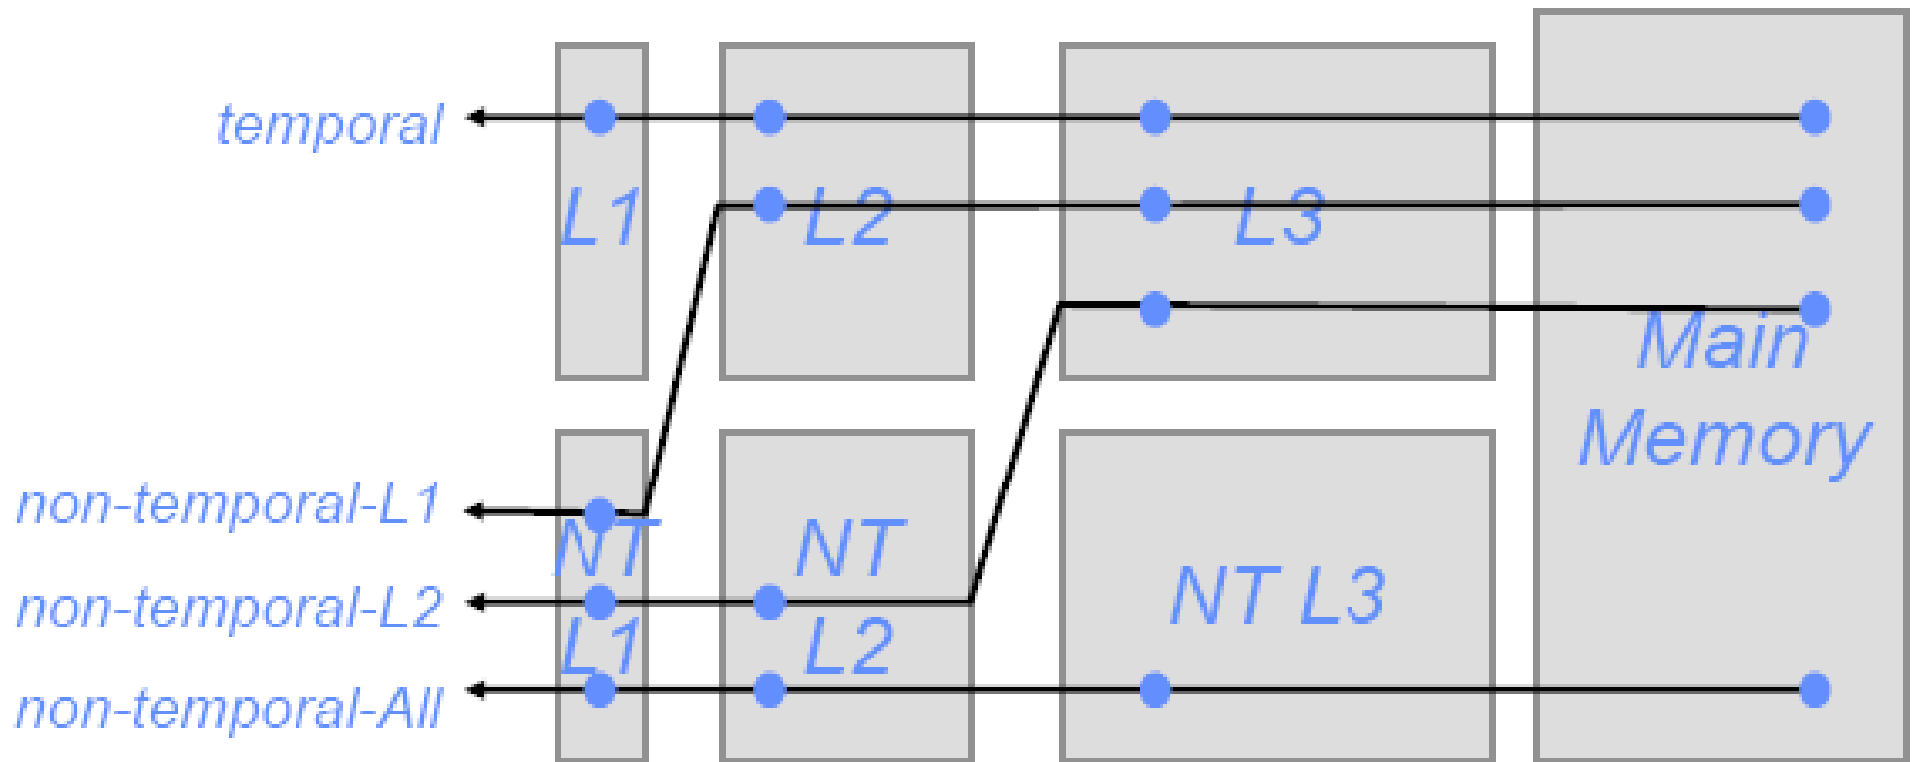 temporal
L1
L2
L3
Main
Memory
non-temporal-L1
non-temporal-L2
non-temporal-All
NT
L1
NT
L2
NT L3